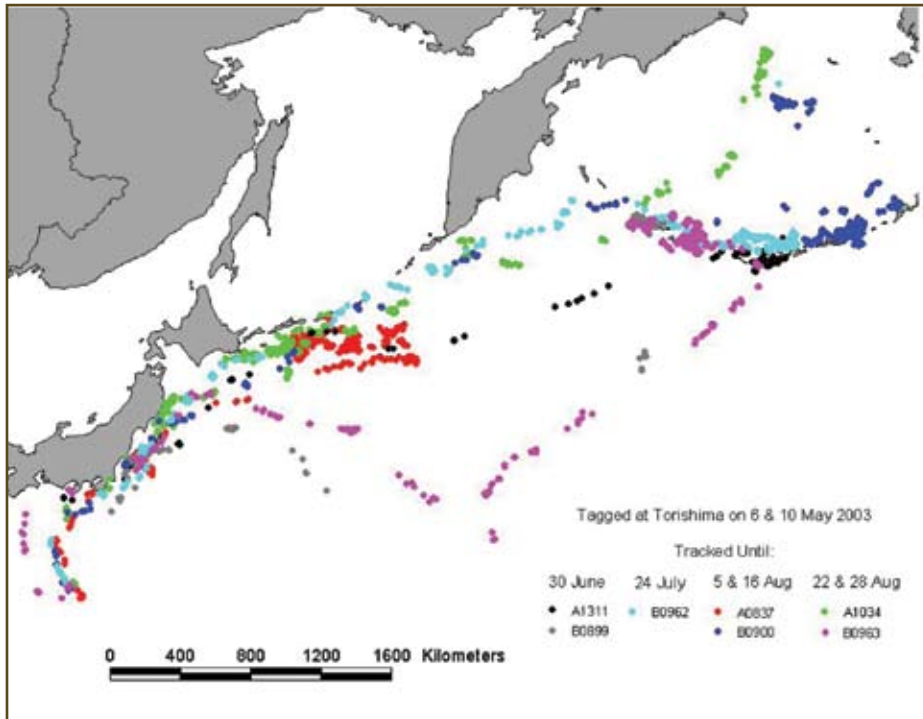 Tagged at Torishima on 6 & 10 May 2003
Tracked Until:
30 June 24 July 5 & 16 Aug 22 & 28 Aug
A1311 B0962 A0837 A1034
B0899 B0900 B0963
0 400 800 1200 1600 Kilometers